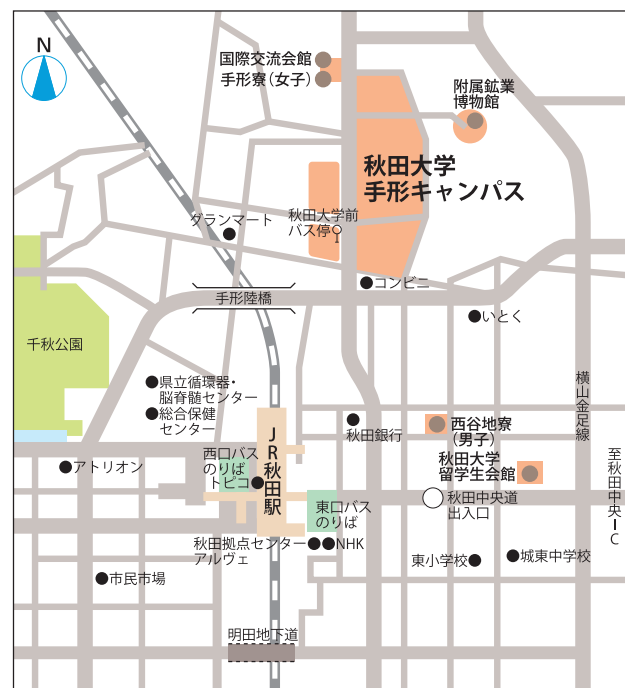 N
国際交流会館
手形寮(女子)
附属鉱業
博物館
秋田大学
手形キャンパス
秋田大学前
バス停
グランマート
コンビニ
手形陸橋
いとく
千秋公園
県立循環器・
脳脊髄センター
総合保健
センター
横山金足線
秋田銀行
西谷地寮
(男子)
JR秋田駅
西口バス
のりば
トピコ
アトリオン
秋田大学
留学生会館
至秋田中央IC
東口バス
のりば
秋田中央道
出入口
秋田拠点センター
アルヴェ
NHK
東小学校
城東中学校
市民市場
明田地下道